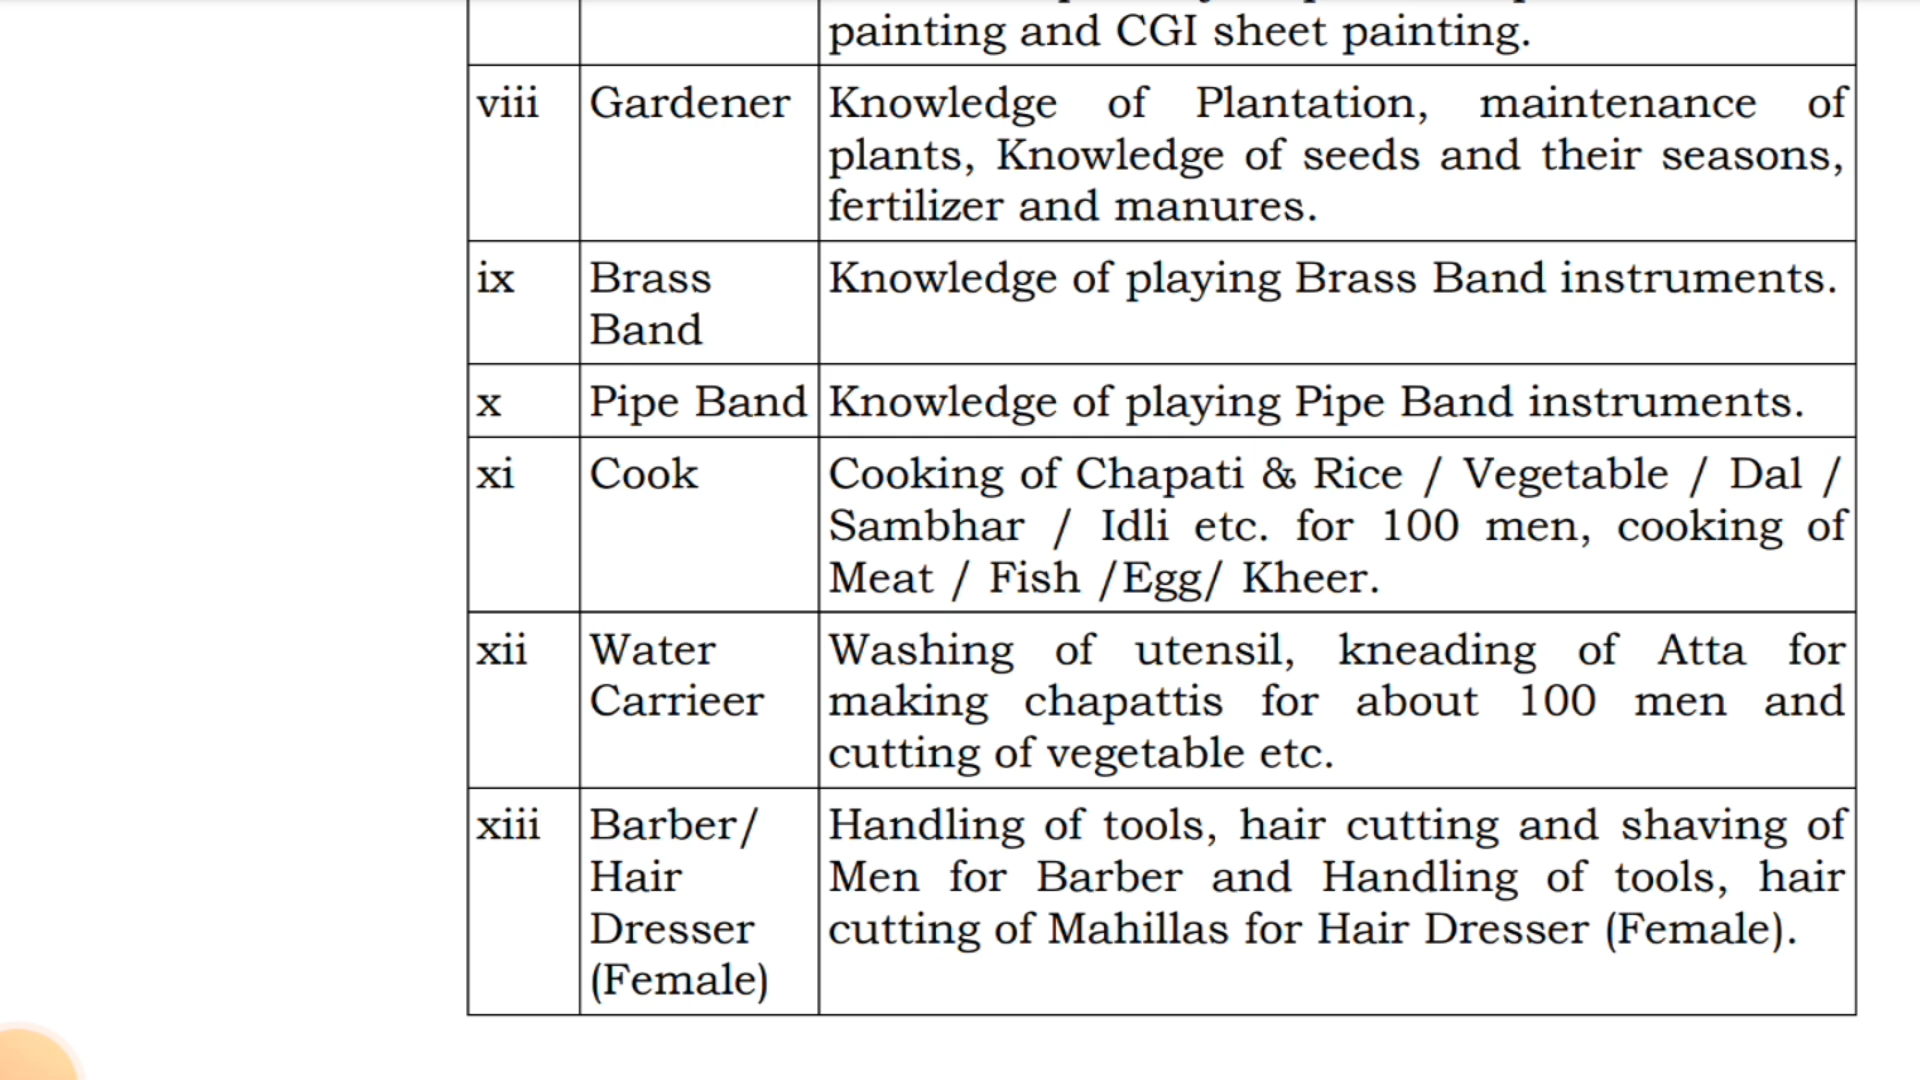 painting and CGI sheet painting.
viii Gardener Knowledge of Plantation, maintenance of
plants, Knowledge of seeds and their seasons,
fertilizer and manures.
ix Brass Knowledge of playing Brass Band instruments.
Band
x Pipe Band Knowledge of playing Pipe Band instruments.
xi Cook Cooking of Chapati & Rice / Vegetable / Dal /
Sambhar / Idli etc. for 100 men, cooking of
Meat / Fish /Egg/ Kheer.
xii Water Washing of utensil, kneading of Atta for
Carrieer making chapattis for about 100 men and
cutting of vegetable etc.
xiii Barber/ Handling of tools, hair cutting and shaving of
Hair Men for Barber and Handling of tools, hair
Dresser cutting of Mahillas for Hair Dresser (Female).
(Female)